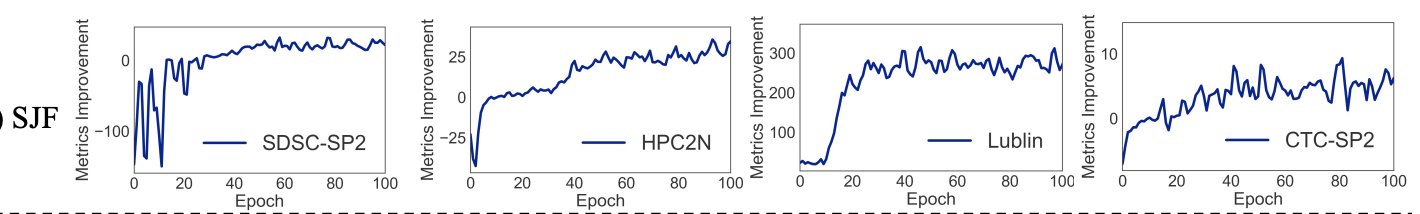 ) SJF
Metrics Improvement
0
−100
SDSC-SP2
0 20 40 60 80 100
Epoch
Metrics Improvement
25
0
−25
HPC2N
0 20 40 60 80 100
Epoch
Metrics Improvement
300
200
100
Lublin
0 20 40 60 80 100
Epoch
Metrics Improvement
10
0
CTC-SP2
0 20 40 60 80 100
Epoch